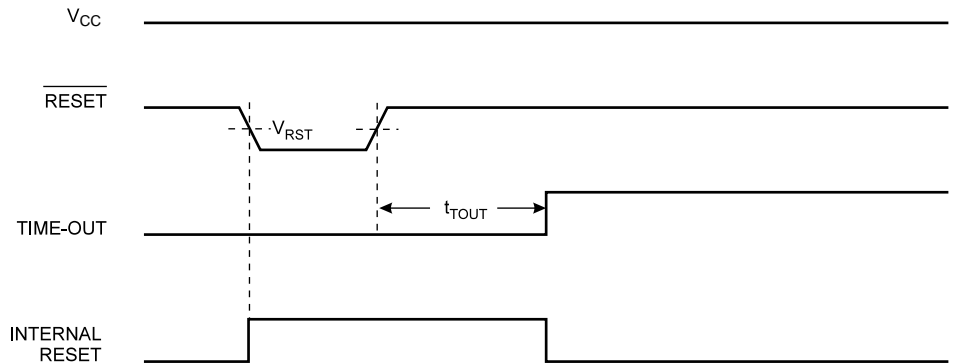 VCC
RESET
VRST
tTOUT
TIME-OUT
INTERNAL
RESET